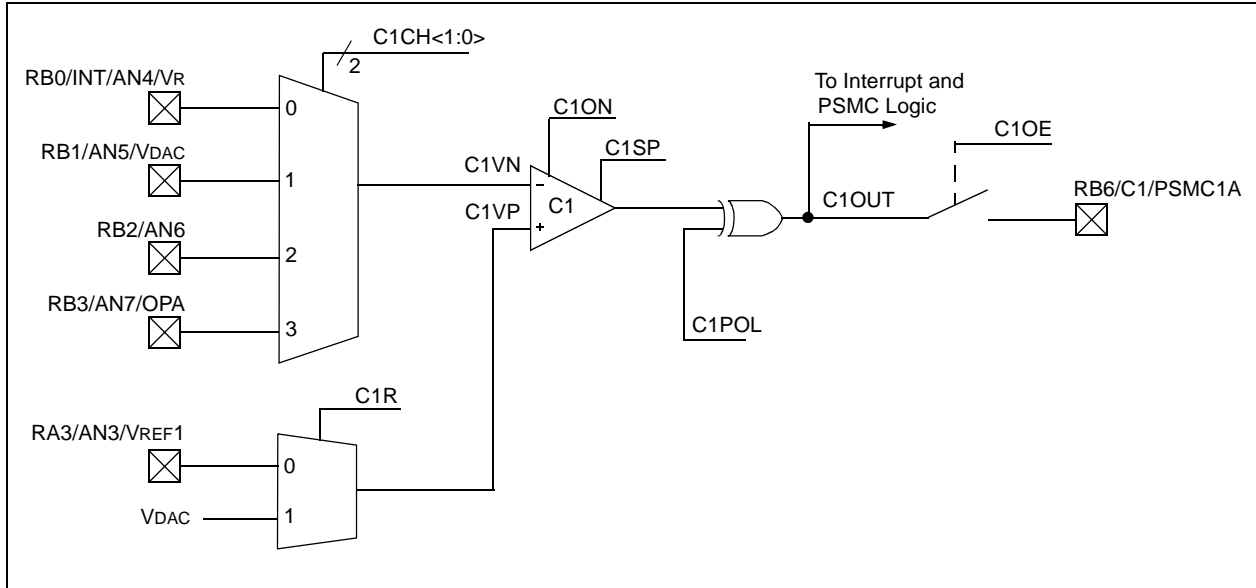 C1CH<1:0>
2
RB0/INT/AN4/VR
0
RB1/AN5/VDAC
1
RB2/AN6
2
RB3/AN7/OPA
3
C1VN
C1VP
C1ON
C1SP
-
C1
+
To Interrupt and
PSMC Logic
C1OE
C1OUT
RB6/C1/PSMC1A
C1POL
C1R
RA3/AN3/VREF1
0
VDAC
1